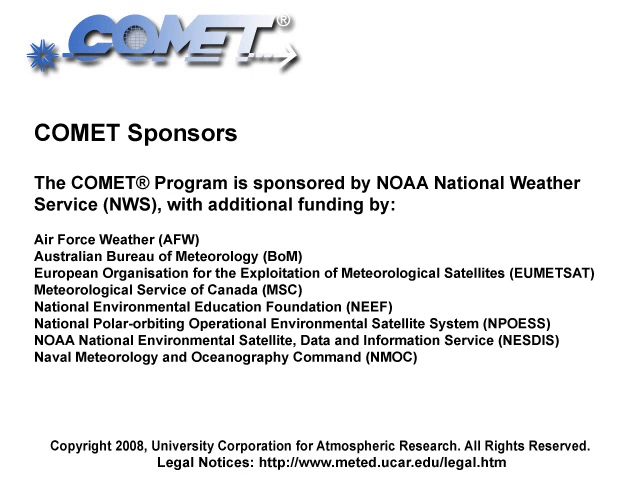 COMET®
COMET Sponsors
The COMET® Program is sponsored by NOAA National Weather
Service (NWS), with additional funding by:
Air Force Weather (AFW)
Australian Bureau of Meteorology (BoM)
European Organisation for the Exploitation of Meteorological Satellites (EUMETSAT)
Meteorological Service of Canada (MSC)
National Environmental Education Foundation (NEEF)
National Polar-orbiting Operational Environmental Satellite System (NPOESS)
NOAA National Environmental Satellite, Data and Information Service (NESDIS)
Naval Meteorology and Oceanography Command (NMOC)
Copyright 2008, University Corporation for Atmospheric Research. All Rights Reserved.
Legal Notices: http://www.meted.ucar.edu/legal.htm